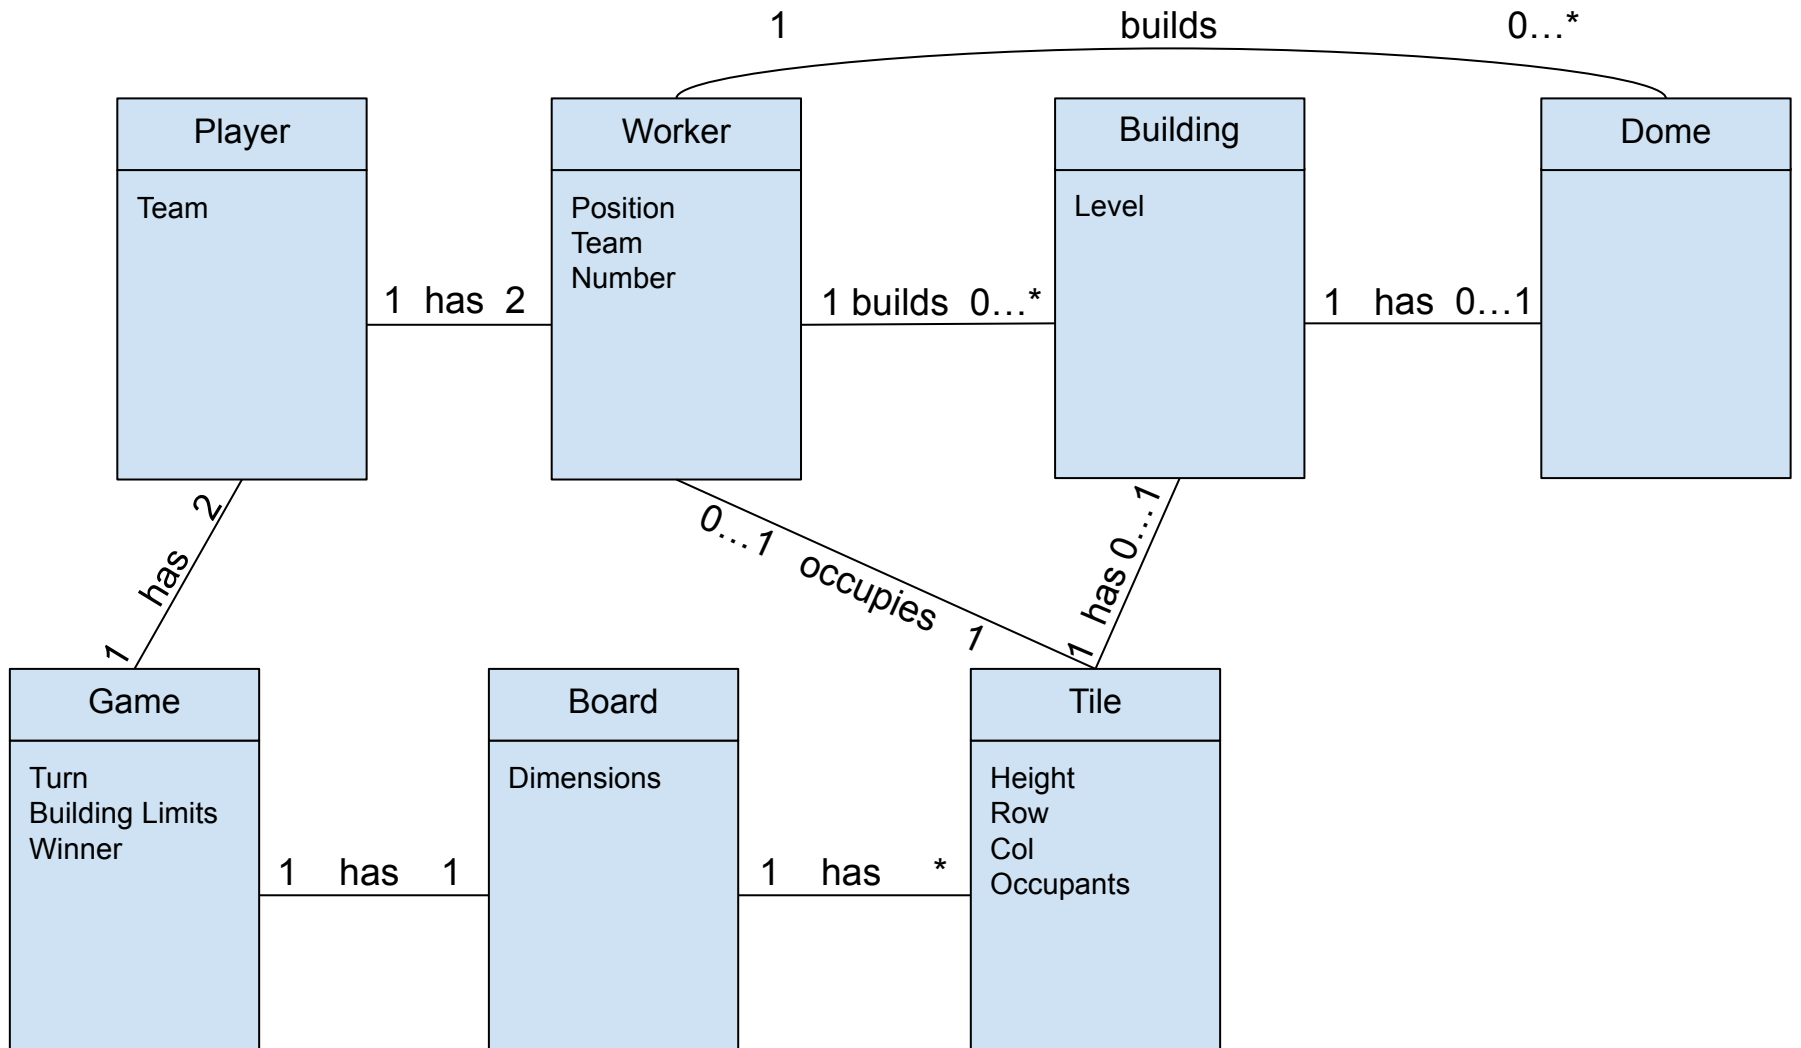 1 builds 0…*
Player
Team
Worker
Position
Team
Number
Building
Level
Dome
1 has 2
1 builds 0…*
1 has 0…1
1 has 2
0…1 occupies 1
1 has 0…1
Game
Turn
Building Limits
Winner
Board
Dimensions
Tile
Height
Row
Col
Occupants
1 has 1
1 has *